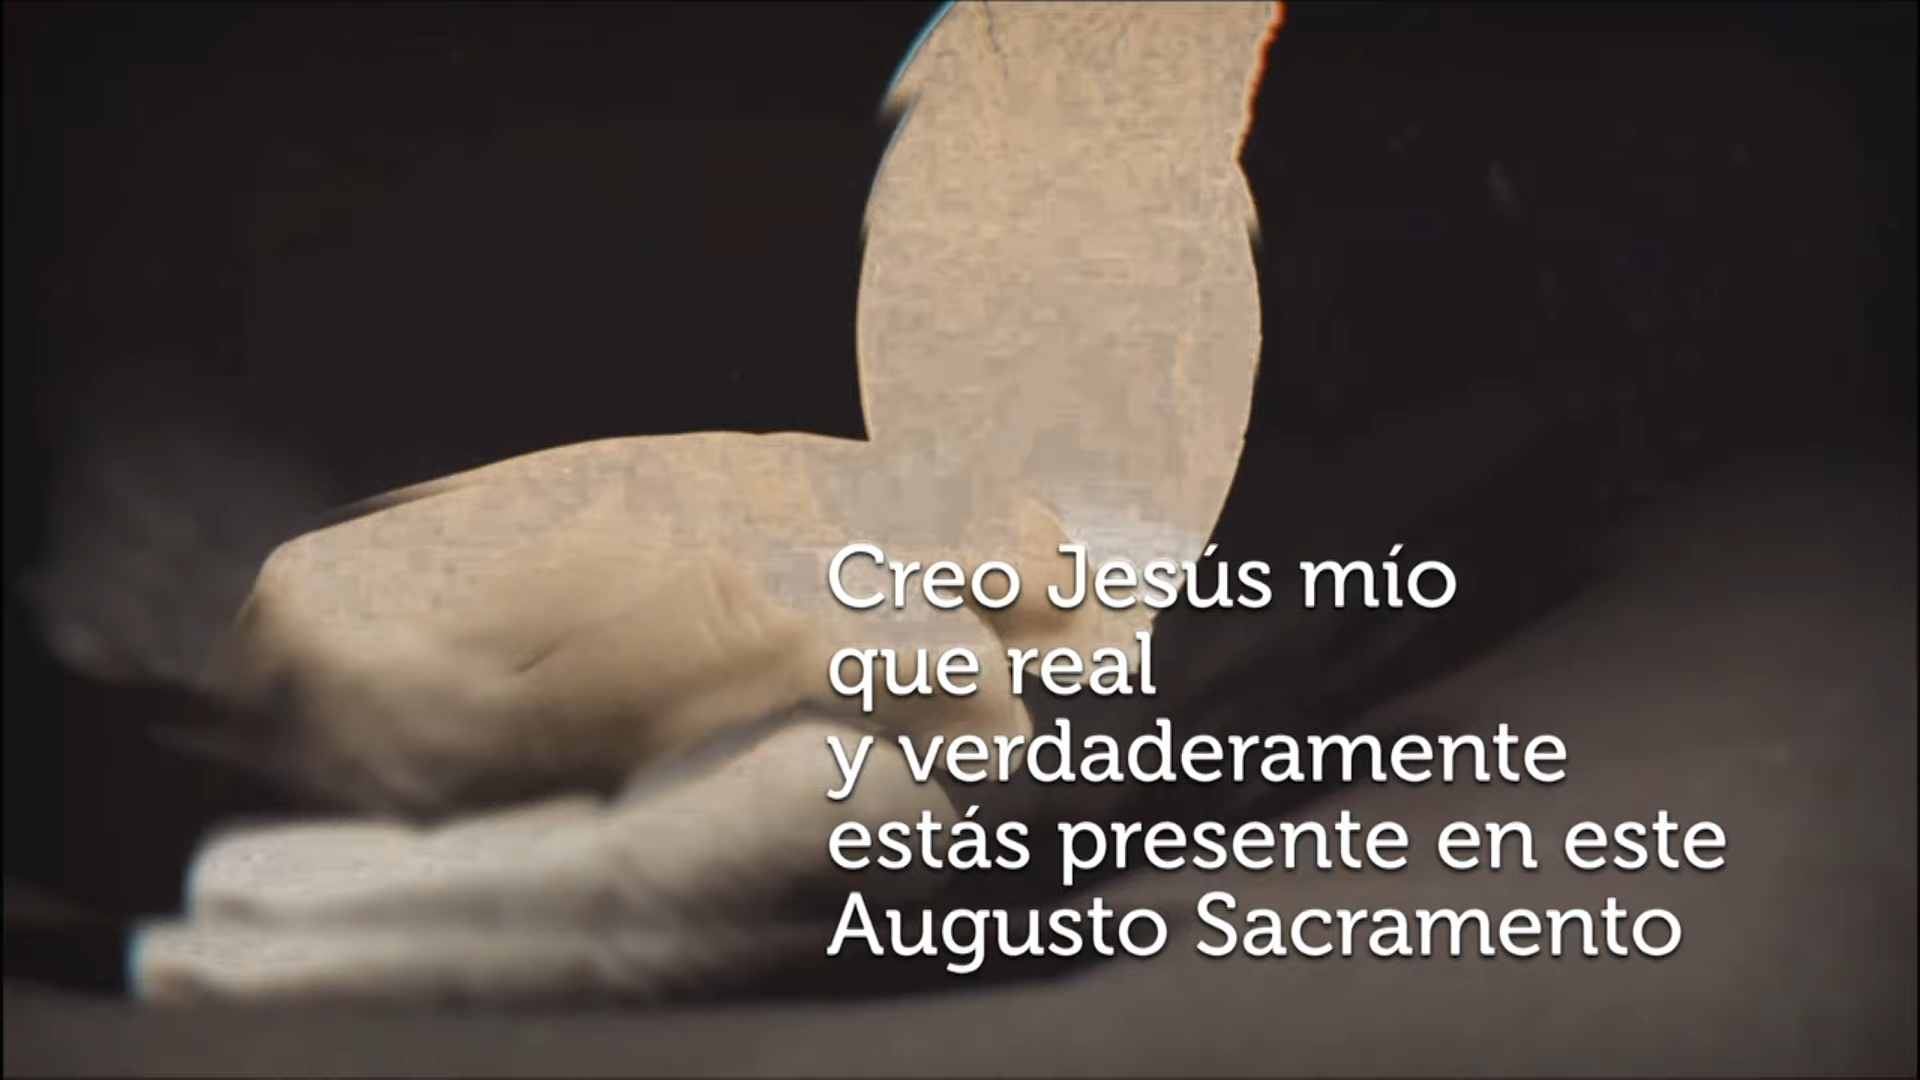 Creo Jesús mío
que real
y verdaderamente
estás presente en este
Augusto Sacramento